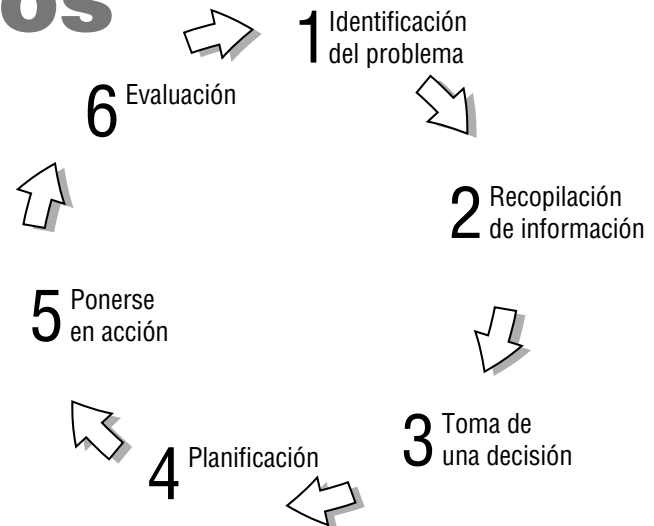 os
1 Identificación
del problema
6 Evaluación
2 Recopilación
de información
5 Ponerse
en acción
3 Toma de
una decisión
4 Planificación